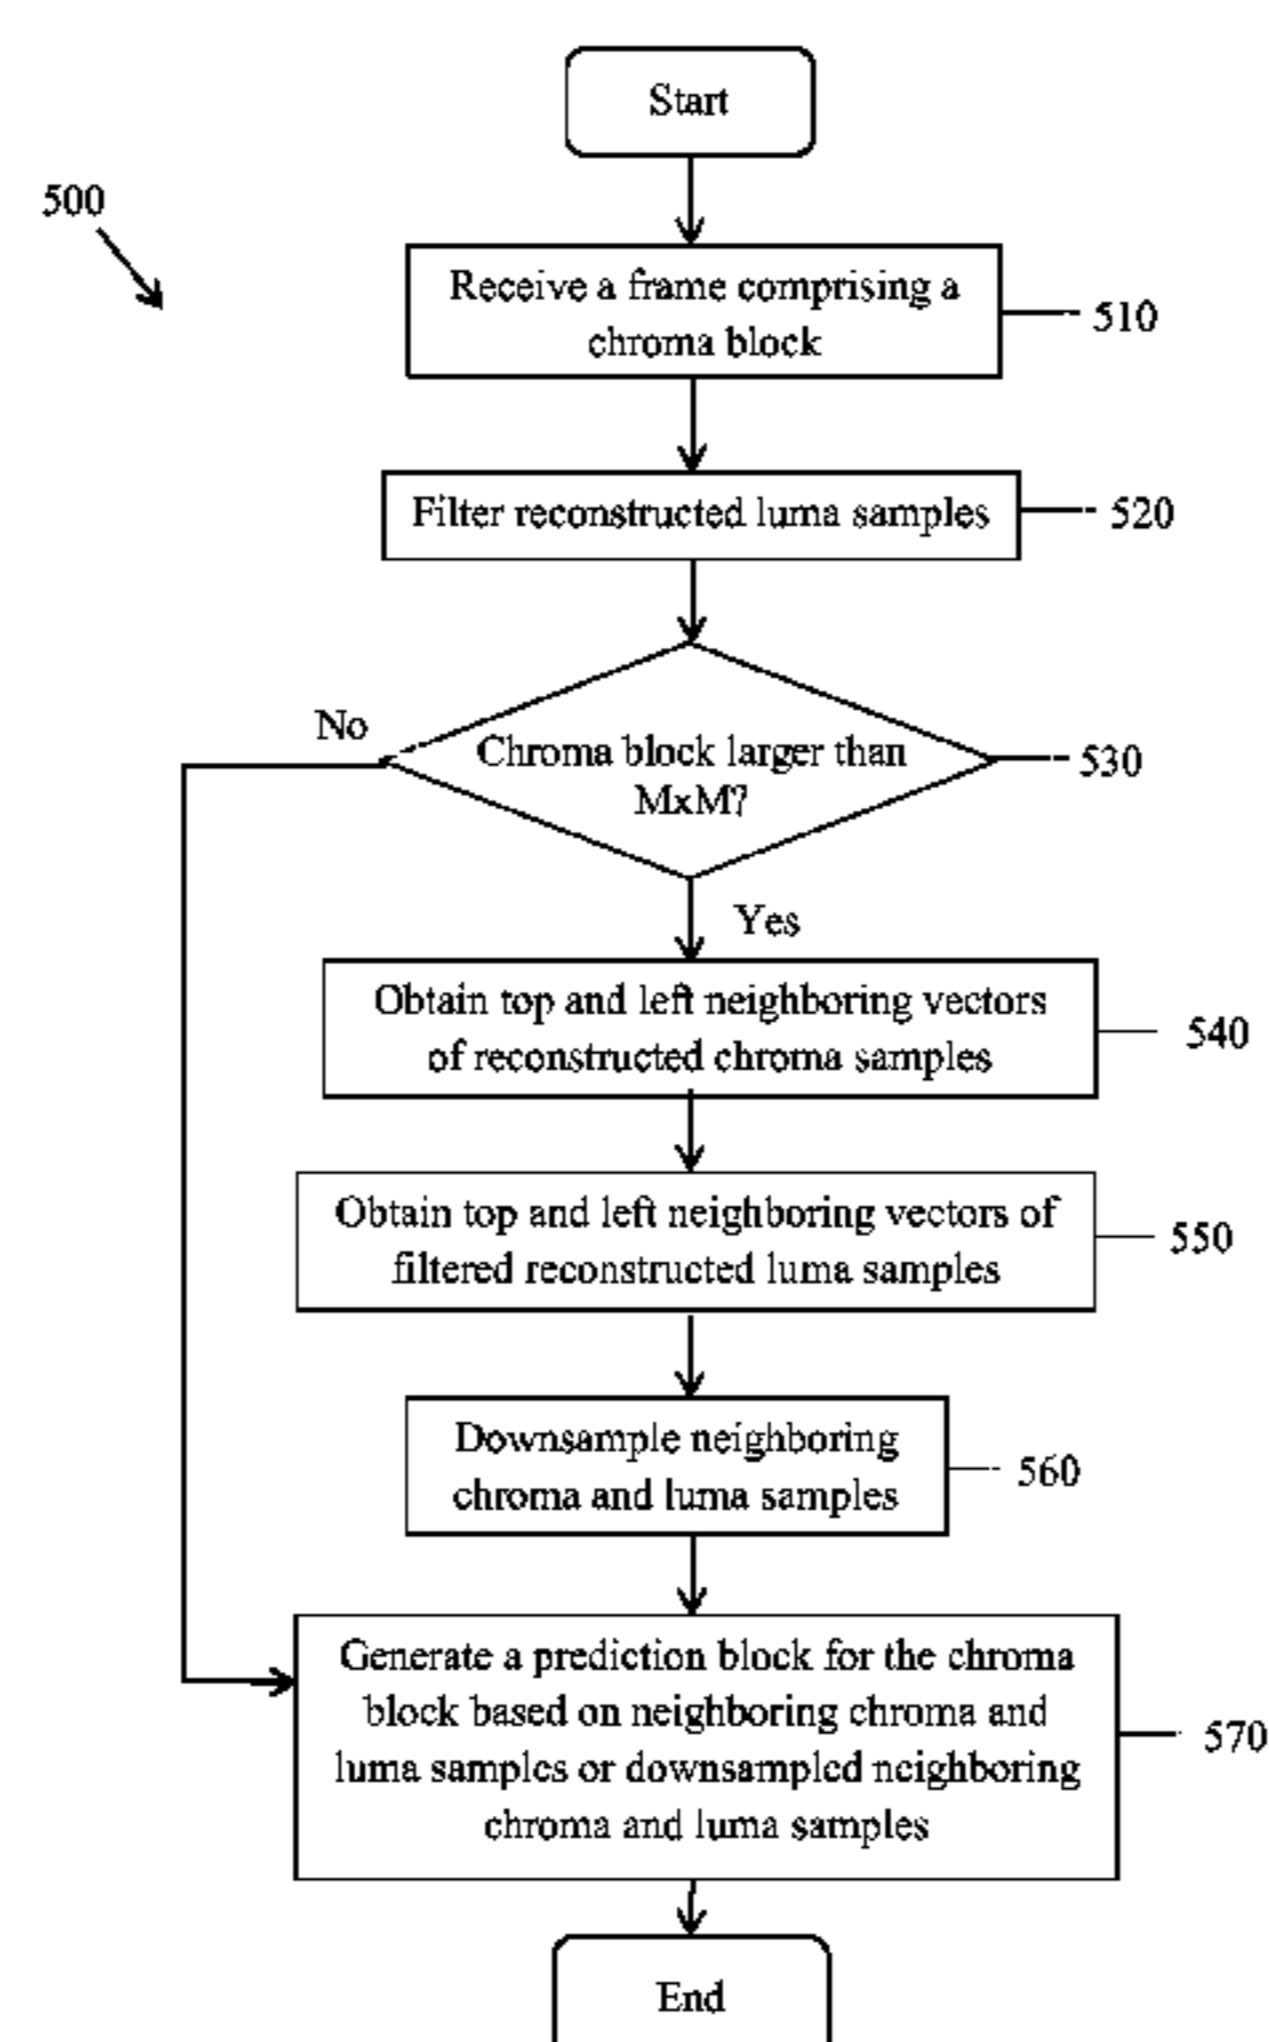 Start
500
Receive a frame comprising a
chroma block
510
Filter reconstructed luma samples
520
No
Chroma block larger than
MxM?
530
Yes
Obtain top and left neighboring vectors
of reconstructed chroma samples
540
Obtain top and left neighboring vectors of
filtered reconstructed luma samples
550
Downsample neighboring
chroma and luma samples
560
Generate a prediction block for the chroma
block based on neighboring chroma and
luma samples or downsampled neighboring
chroma and luma samples
570
End